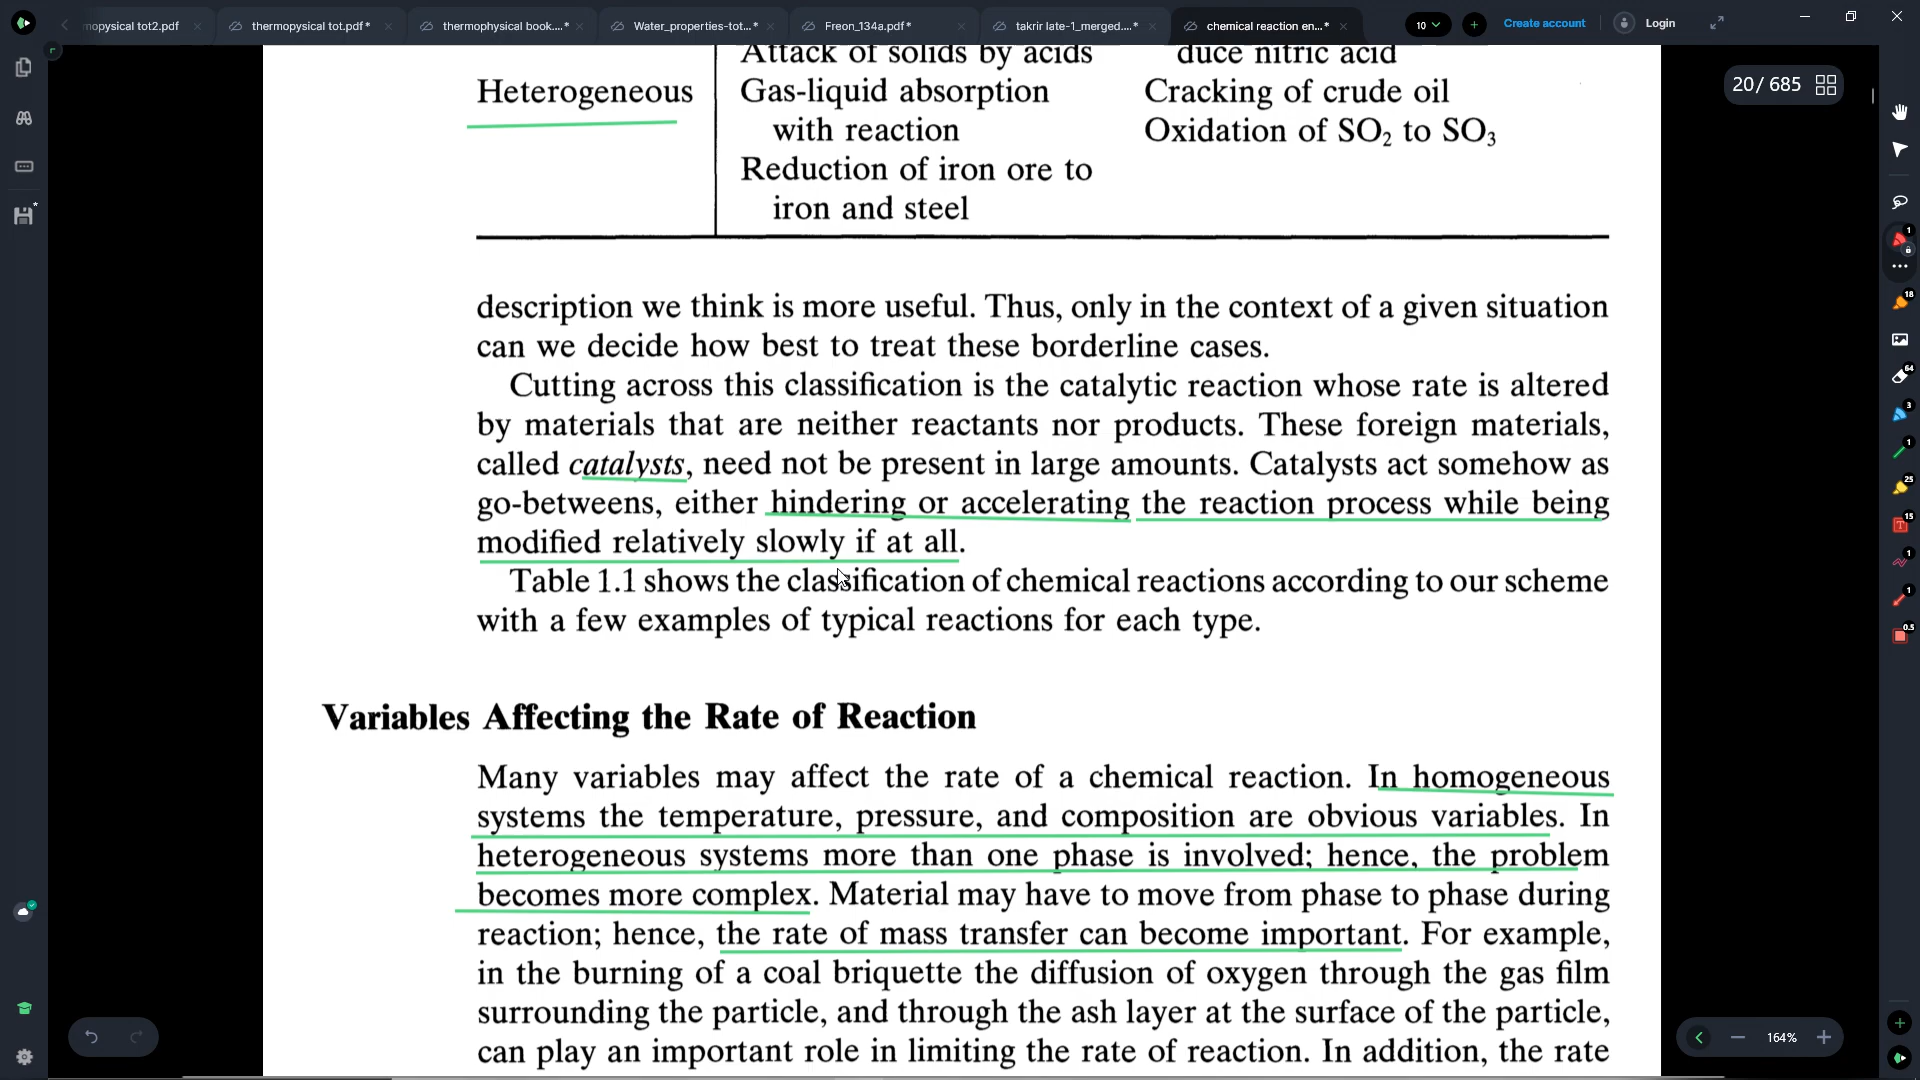 mopysical tot2.pdf
thermopysical tot.pdf*
thermophysical book....*
Water_properties-tot...*
Freon_134a.pdf*
takrir late-1_merged....*
chemical reaction en...*
10
Create account
Login
20/ 685
Attack of solids by acids
duce nitric acid
Heterogeneous
Gas-liquid absorption
Cracking of crude oil
with reaction
Oxidation of SO2 to SO3
Reduction of iron ore to
iron and steel
description we think is more useful. Thus, only in the context of a given situation
can we decide how best to treat these borderline cases.
Cutting across this classification is the catalytic reaction whose rate is altered
by materials that are neither reactants nor products. These foreign materials,
called catalysts, need not be present in large amounts. Catalysts act somehow as
go-betweens, either hindering or accelerating the reaction process while being
modified relatively slowly if at all.
Table 1.1 shows the classification of chemical reactions according to our scheme
with a few examples of typical reactions for each type.
Variables Affecting the Rate of Reaction
Many variables may affect the rate of a chemical reaction. In homogeneous
systems the temperature, pressure, and composition are obvious variables. In
heterogeneous systems more than one phase is involved; hence, the problem
becomes more complex. Material may have to move from phase to phase during
reaction; hence, the rate of mass transfer can become important. For example,
in the burning of a coal briquette the diffusion of oxygen through the gas film
surrounding the particle, and through the ash layer at the surface of the particle,
can play an important role in limiting the rate of reaction. In addition, the rate
1
18
64
3
1
25
15
1
1
0.5
164%